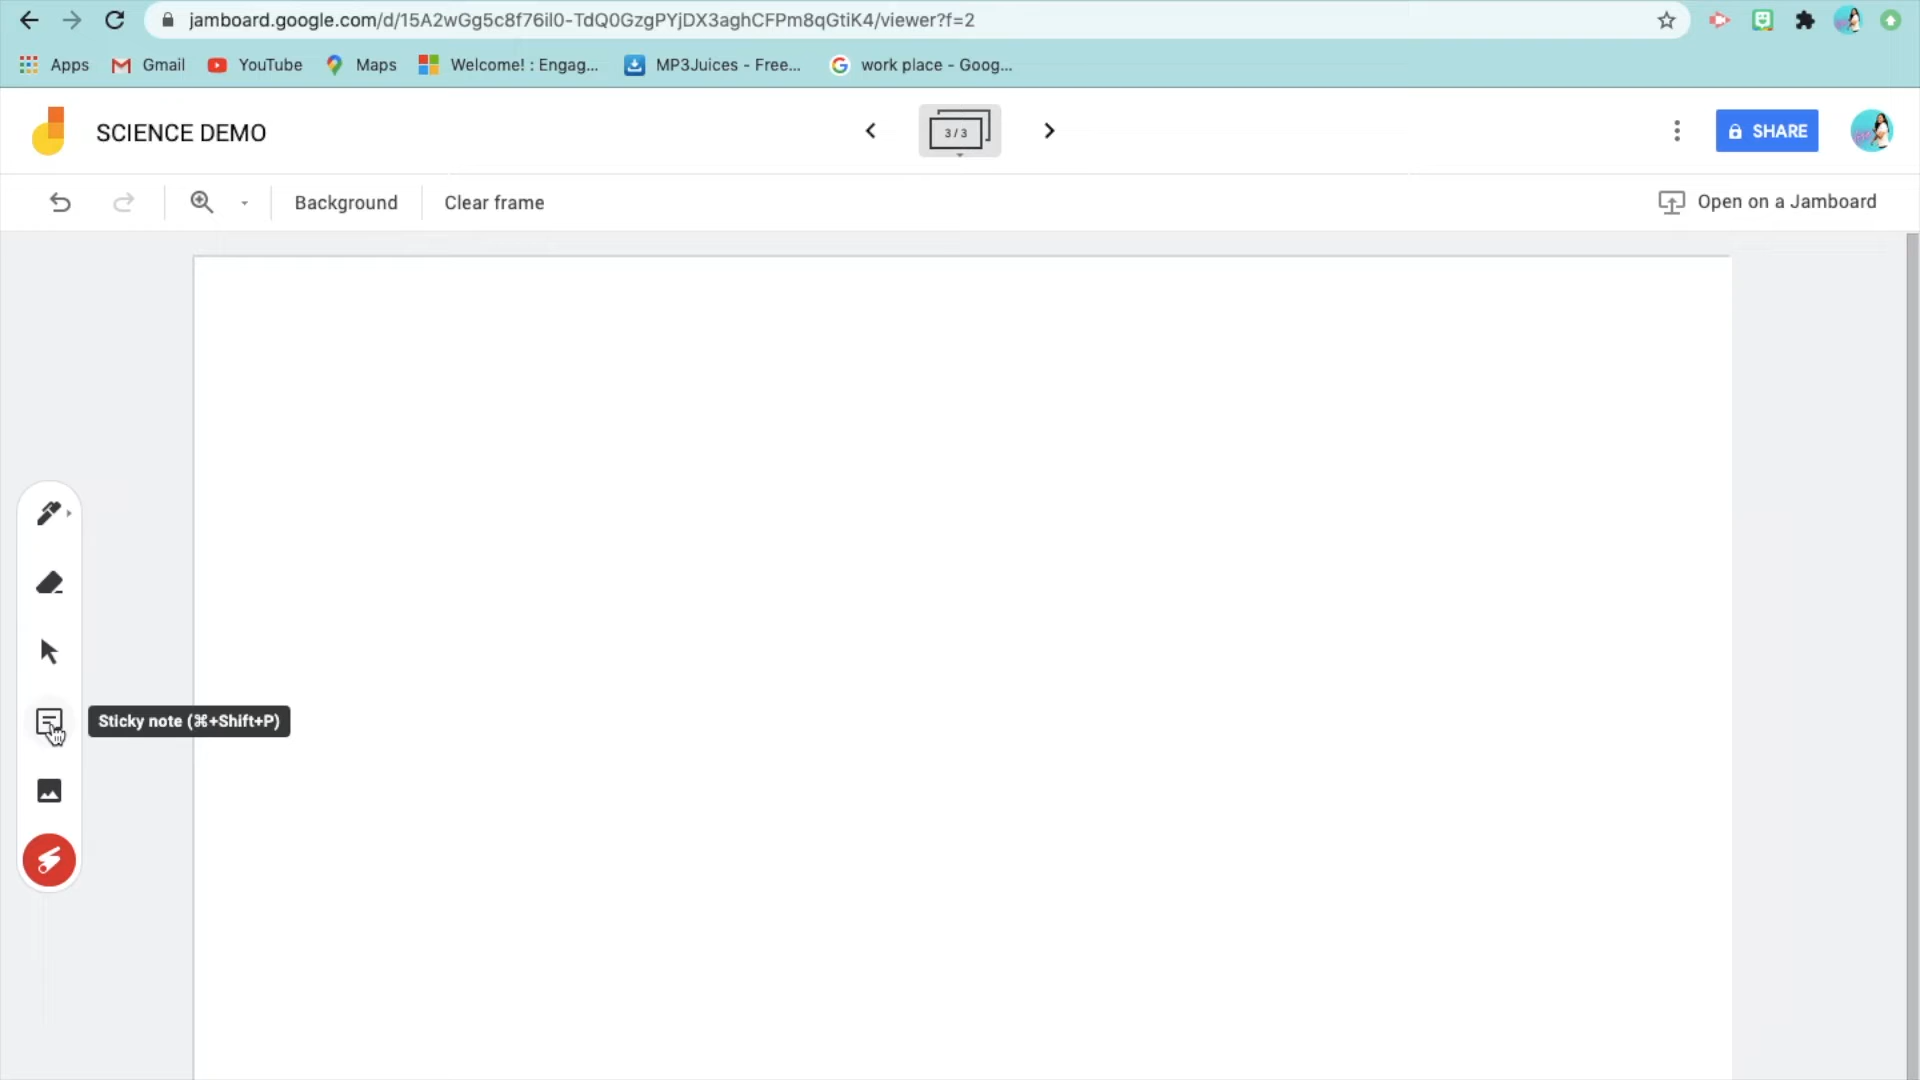 jamboard.google.com/d/15A2wGg5c8f76il0-TdQ0GzgPYjDX3aghCFPm8qGtiK4/viewer?f=2
Apps Gmail YouTube Maps Welcome! : Engag... MP3Juices - Free... work place - Goog...
SCIENCE DEMO 3 / 3 SHARE
Background Clear frame Open on a Jamboard
Sticky note (⌘+Shift+P)